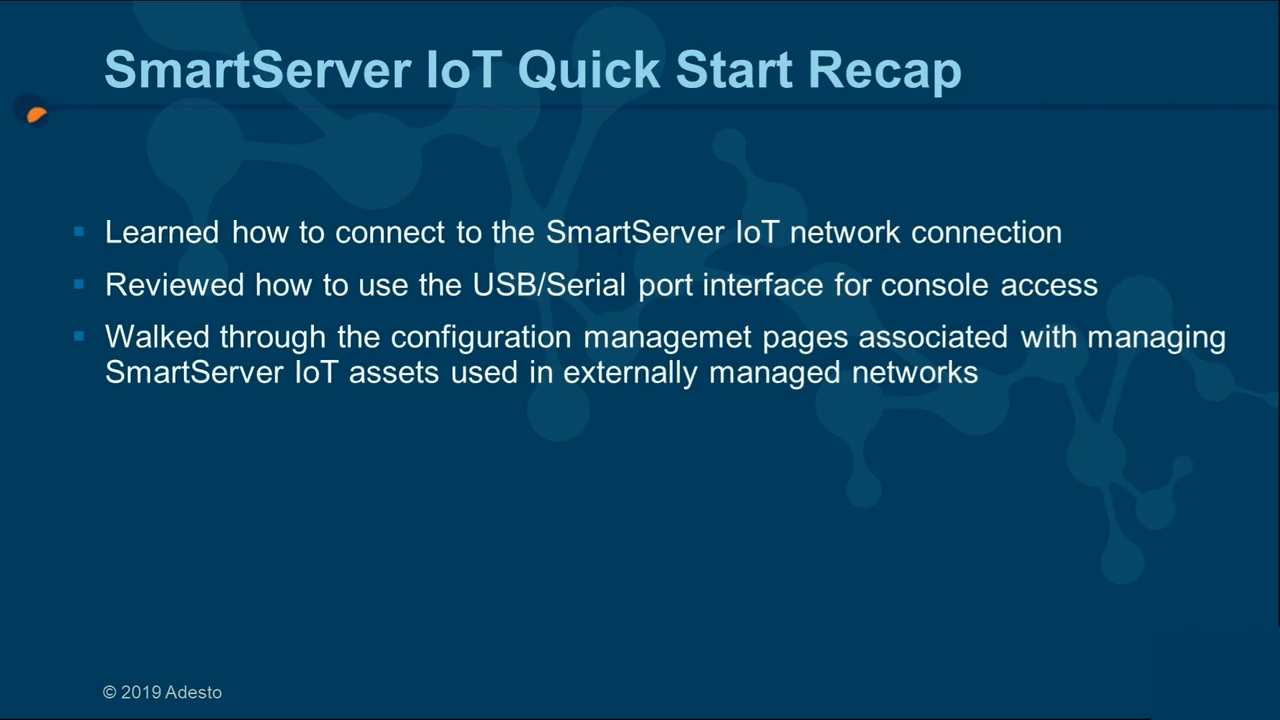 SmartServer IoT Quick Start Recap
Learned how to connect to the SmartServer IoT network connection
Reviewed how to use the USB/Serial port interface for console access
Walked through the configuration managemet pages associated with managing
SmartServer IoT assets used in externally managed networks
© 2019 Adesto